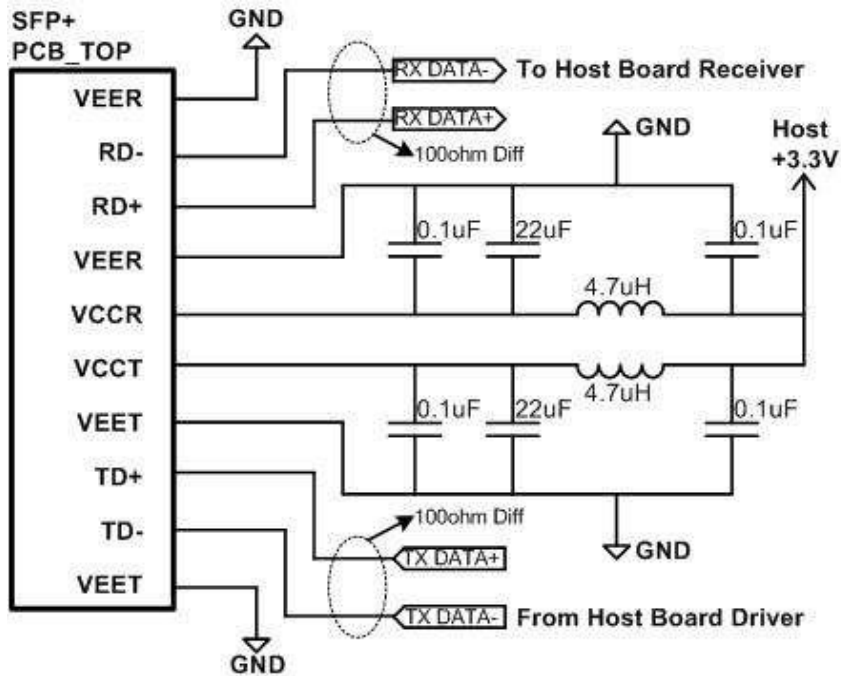 SFP+
PCB_TOP
GND
VEER
RD-
RD+
VEER
VCCR
VCCT
VEET
TD+
TD-
VEET
GND
RX DATA-
To Host Board Receiver
RX DATA+
100ohm Diff
GND
Host
+3.3V
0.1uF
22uF
0.1uF
4.7uH
4.7uH
0.1uF
22uF
0.1uF
100ohm Diff
GND
TX DATA+
TX DATA-
From Host Board Driver